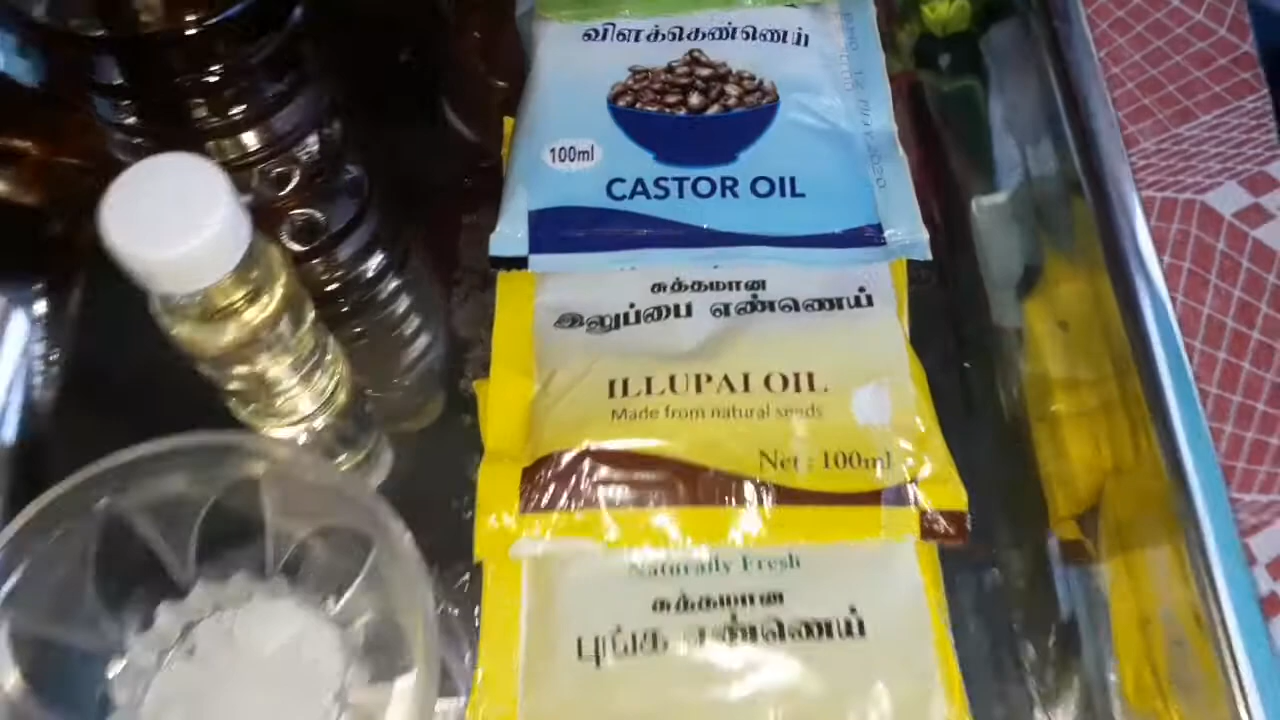 விளக்கெண்ணெய்
100ml
CASTOR OIL
சுத்தமான
இலுப்பை எண்ணெய்
ILLUPAI OIL
Made from natural seeds
Net : 100ml
Naturally Fresh
சுத்தமான
புங்க எண்ணெய்